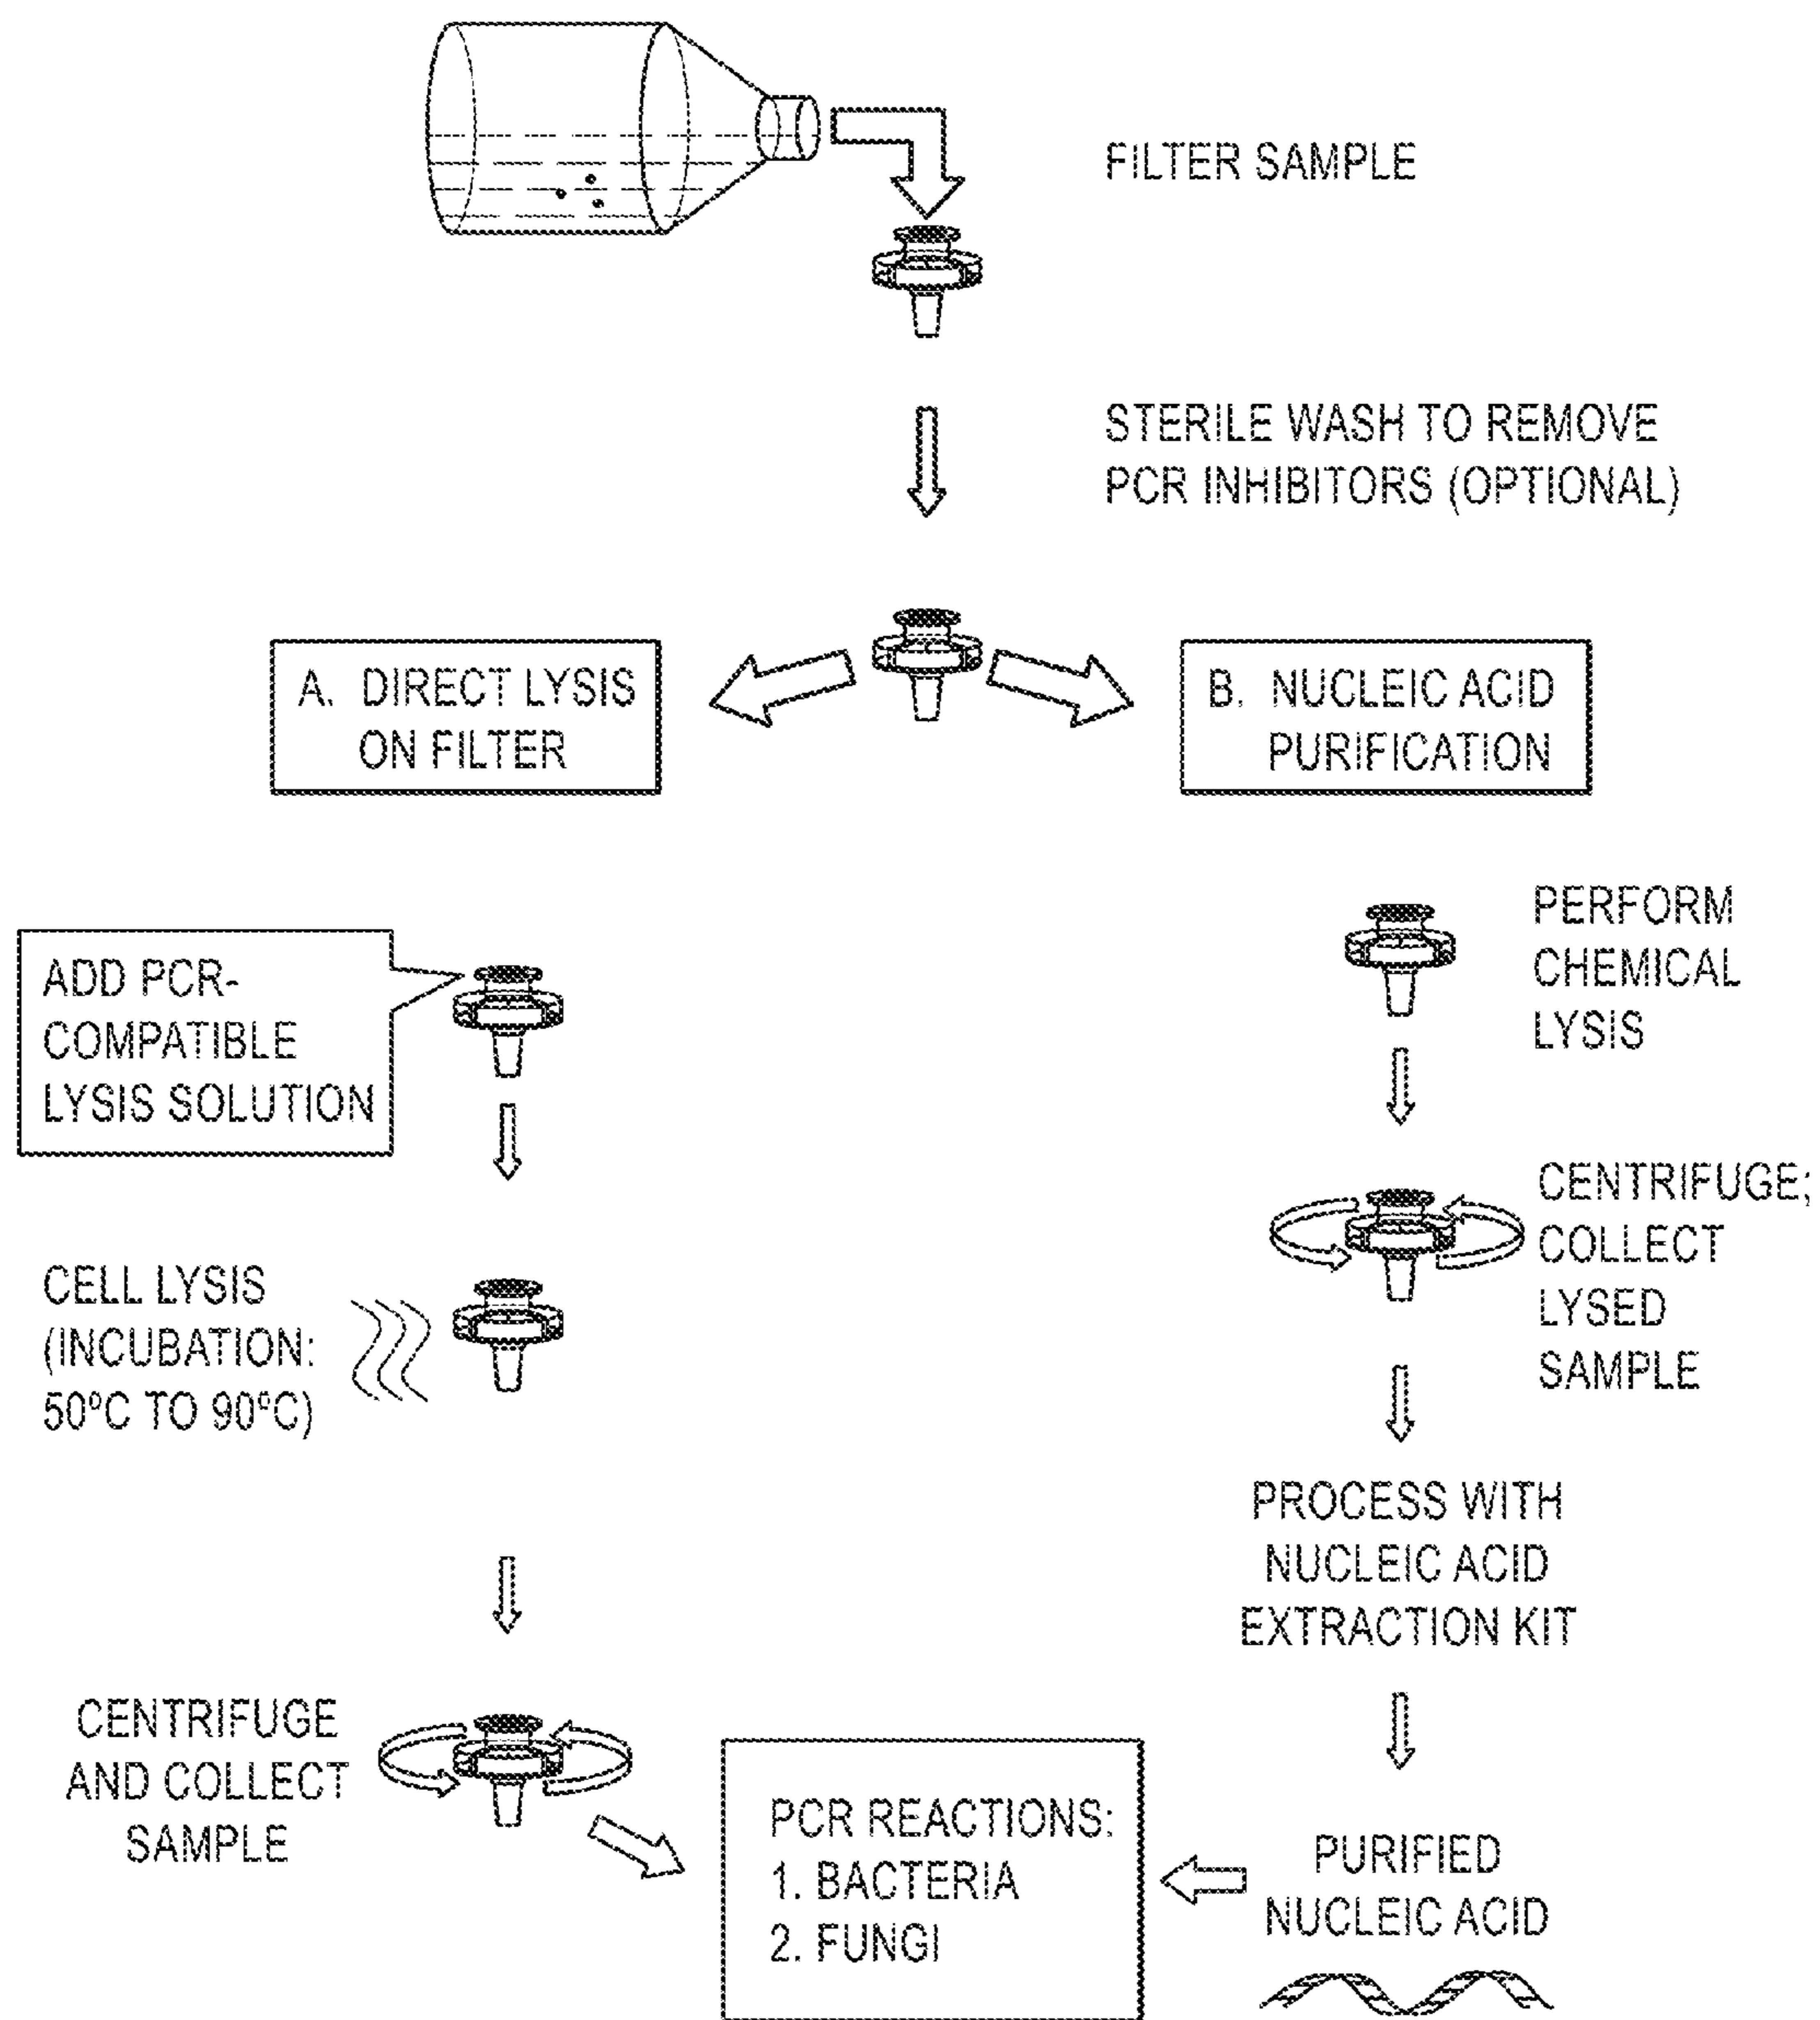 FILTER SAMPLE
STERILE WASH TO REMOVE
PCR INHIBITORS (OPTIONAL)
A. DIRECT LYSIS
ON FILTER
B. NUCLEIC ACID
PURIFICATION
ADD PCR-
COMPATIBLE
LYSIS SOLUTION
CELL LYSIS
(INCUBATION:
50ºC TO 90ºC)
CENTRIFUGE
AND COLLECT
SAMPLE
PERFORM
CHEMICAL
LYSIS
CENTRIFUGE;
COLLECT
LYSED
SAMPLE
PROCESS WITH
NUCLEIC ACID
EXTRACTION KIT
PURIFIED
NUCLEIC ACID
PCR REACTIONS:
1. BACTERIA
2. FUNGI